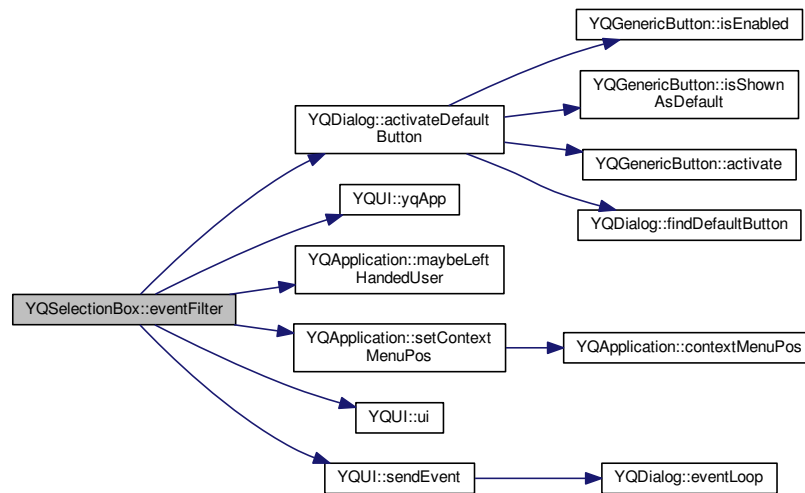 YQGenericButton::isEnabled
YQGenericButton::isShown
AsDefault
YQDialog::activateDefault
Button
YQGenericButton::activate
YQUI::yqApp
YQDialog::findDefaultButton
YQApplication::maybeLeft
HandedUser
YQSelectionBox::eventFilter
YQApplication::setContext
MenuPos
YQApplication::contextMenuPos
YQUI::ui
YQUI::sendEvent
YQDialog::eventLoop